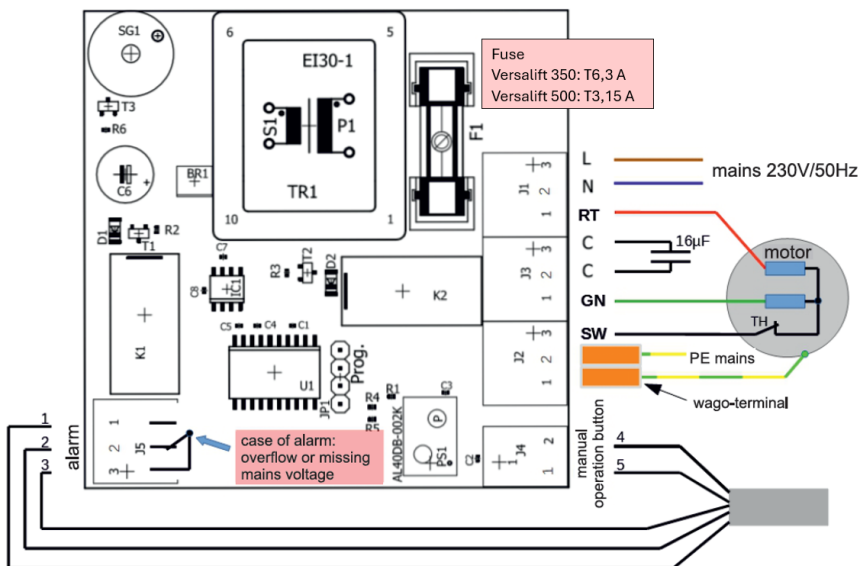 SG1
T3
R6
C6
+
BR1
D1
T1
R2
6
5
EI30-1
S1
P1
TR1
10
1
F1
Fuse
Versalift 350: T6,3 A
Versalift 500: T3,15 A
J1
3
2
1
J3
3
2
1
J2
3
2
1
J4
2
1
L
N
RT
C
C
GN
SW
mains 230V/50Hz
16µF
motor
TH
PE mains
wago-terminal
C7
C8
IC1
R3
T2
D2
K2
K1
C5
C4
C1
U1
Prog.
JP1
R4
R1
R5
C3
P
PS1
AL40DB-002K
C2
J5
1
2
3
case of alarm:
overflow or missing
mains voltage
alarm
1
2
3
manual
operation button
4
5